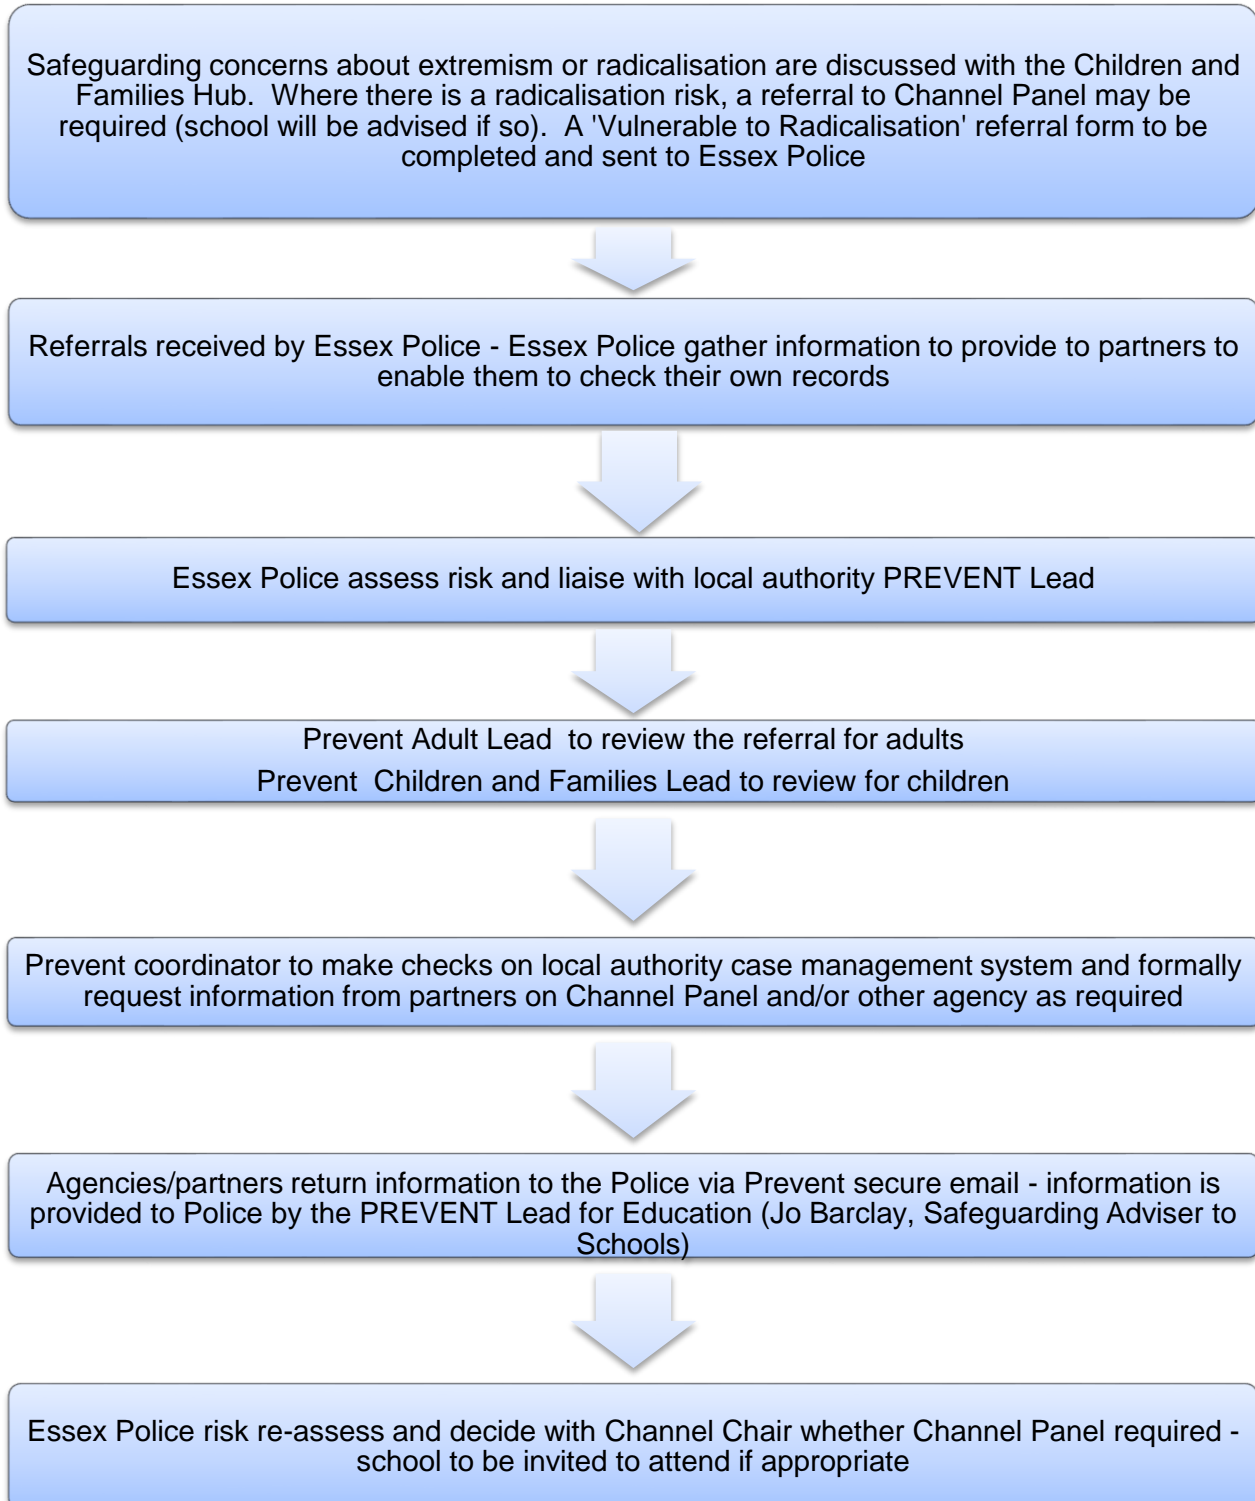 Safeguarding concerns about extremism or radicalisation are discussed with the Children and
Families Hub.  Where there is a radicalisation risk, a referral to Channel Panel may be
required (school will be advised if so).  A 'Vulnerable to Radicalisation' referral form to be
completed and sent to Essex Police
Referrals received by Essex Police - Essex Police gather information to provide to partners to
enable them to check their own records
Essex Police assess risk and liaise with local authority PREVENT Lead
Prevent Adult Lead  to review the referral for adults
Prevent  Children and Families Lead to review for children
Prevent coordinator to make checks on local authority case management system and formally
request information from partners on Channel Panel and/or other agency as required
Agencies/partners return information to the Police via Prevent secure email - information is
provided to Police by the PREVENT Lead for Education (Jo Barclay, Safeguarding Adviser to
Schools)
Essex Police risk re-assess and decide with Channel Chair whether Channel Panel required -
school to be invited to attend if appropriate